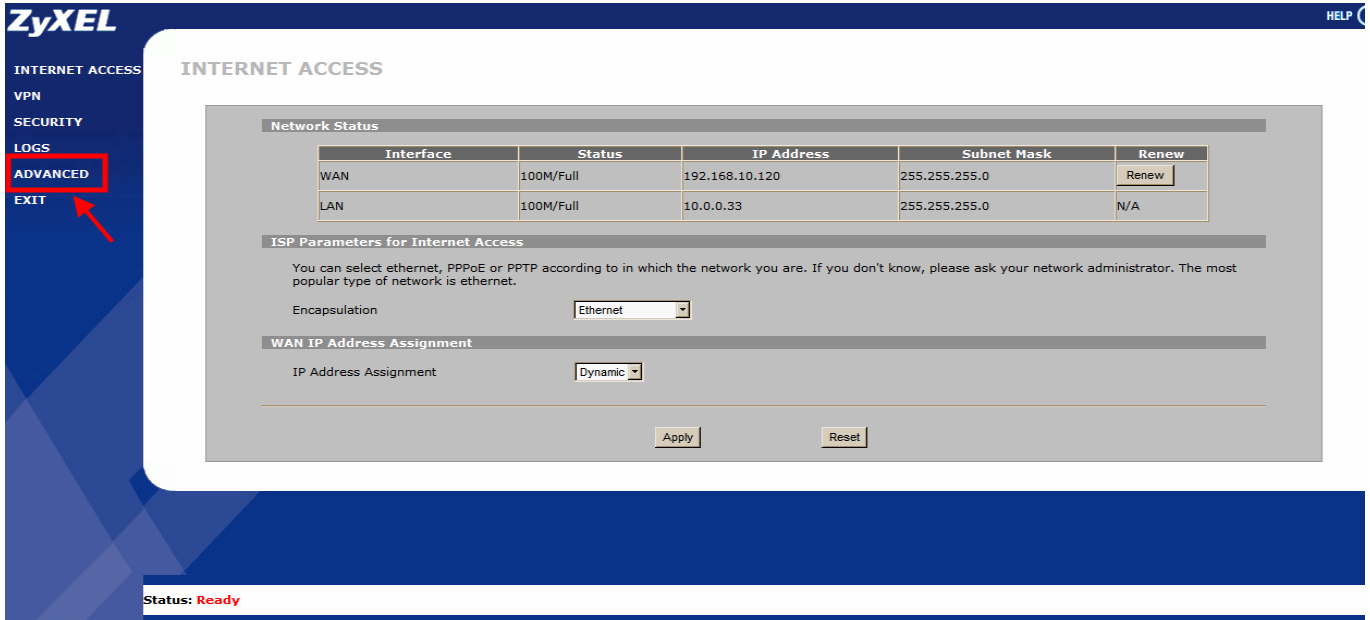 ZyXEL
HELP
INTERNET ACCESS
VPN
SECURITY
LOGS
ADVANCED
EXIT
INTERNET ACCESS
Network Status
Interface Status IP Address Subnet Mask Renew
WAN 100M/Full 192.168.10.120 255.255.255.0 Renew
LAN 100M/Full 10.0.0.33 255.255.255.0 N/A
ISP Parameters for Internet Access
You can select ethernet, PPPoE or PPTP according to in which the network you are. If you don't know, please ask your network administrator. The most
popular type of network is ethernet.
Encapsulation Ethernet
WAN IP Address Assignment
IP Address Assignment Dynamic
Apply Reset
Status: Ready